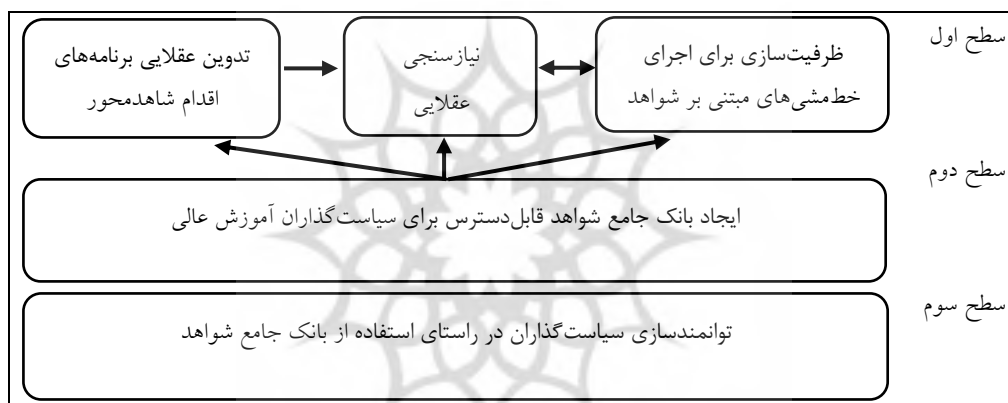 سطح اول
ظرفیت‌سازی برای اجرای
خط‌مشی‌های مبتنی بر شواهد
نیازسنجی
عقلایی
تدوین عقلایی برنامه‌های
اقدام شاهدمحور
سطح دوم
ایجاد بانک جامع شواهد قابل‌دسترس برای سیاست‌گذاران آموزش عالی
سطح سوم
توانمندسازی سیاست‌گذاران در راستای استفاده از بانک جامع شواهد